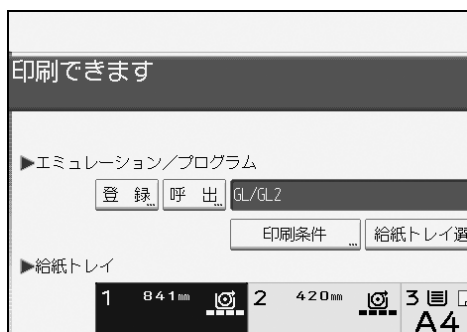 印刷できます
▶エミュレーション／プログラム
登 録 呼 出 GL/GL2
印刷条件 給紙トレイ選
▶給紙トレイ
1 841mm 2 420mm 3
A4